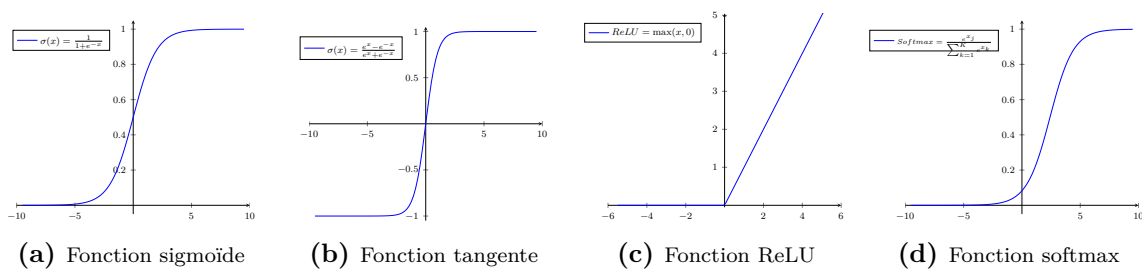 σ(x) = 1/(1+e^{-x})
1
0.8
0.6
0.4
0.2
−10 −5 5 10
(a) Fonction sigmoïde
σ(x) = (e^x−e^{-x})/(e^x+e^{-x})
1
0.5
−10 −5 5 10
−0.5
−1
(b) Fonction tangente
ReLU = max(x, 0)
5
4
3
2
1
−6 −4 −2 2 4 6
(c) Fonction ReLU
Softmax = e^{x_j}/∑_{k=1}^{K} e^{x_k}
1
0.8
0.6
0.4
0.2
−10 −5 5 10
(d) Fonction softmax